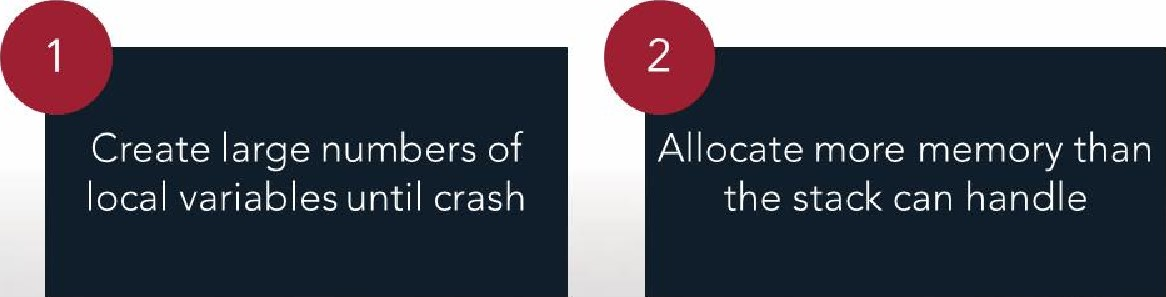 1
Create large numbers of
local variables until crash
2
Allocate more memory than
the stack can handle